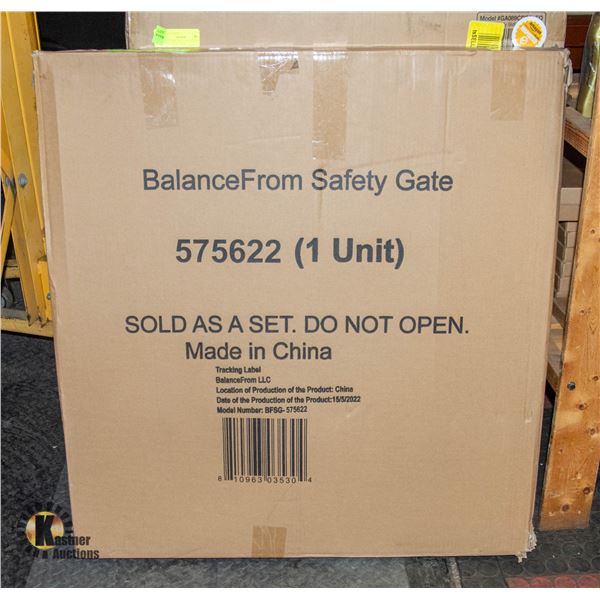 Model #GA089
BalanceFrom Safety Gate
575622 (1 Unit)
SOLD AS A SET. DO NOT OPEN.
Made in China
Tracking Label
BalanceFrom LLC
Location of Production of the Product: China
Date of the Production of the Product:15/5/2022
Model Number: BFSG- 575622
8 10963 03530 4
Kastner
Auctions